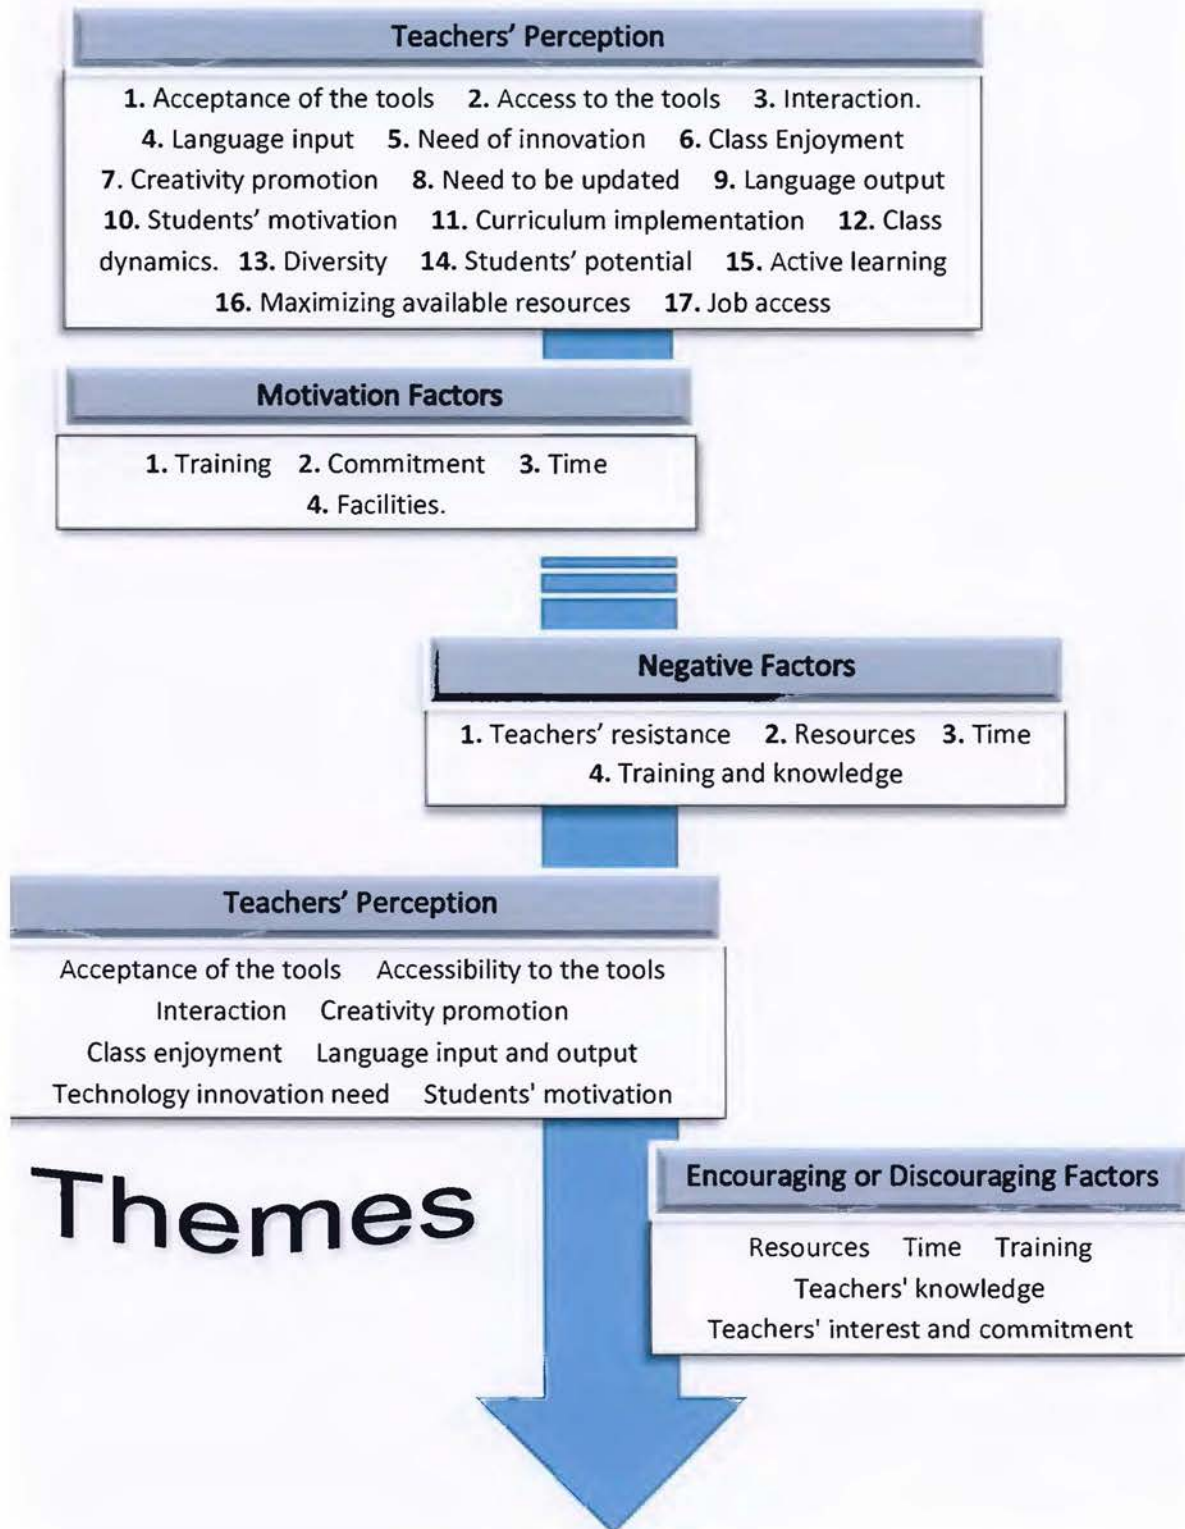 Teachers' Perception
1. Acceptance of the tools 2. Access to the tools 3. Interaction.
4. Language input 5. Need of innovation 6. Class Enjoyment
7. Creativity promotion 8. Need to be updated 9. Language output
10. Students' motivation 11. Curriculum implementation 12. Class
dynamics. 13. Diversity 14. Students' potential 15. Active learning
16. Maximizing available resources 17. Job access
Motivation Factors
1. Training 2. Commitment 3. Time
4. Facilities.
Negative Factors
1. Teachers' resistance 2. Resources 3. Time
4. Training and knowledge
Teachers' Perception
Acceptance of the tools Accessibility to the tools
Interaction Creativity promotion
Class enjoyment Language input and output
Technology innovation need Students' motivation
Themes
Encouraging or Discouraging Factors
Resources Time Training
Teachers' knowledge
Teachers' interest and commitment